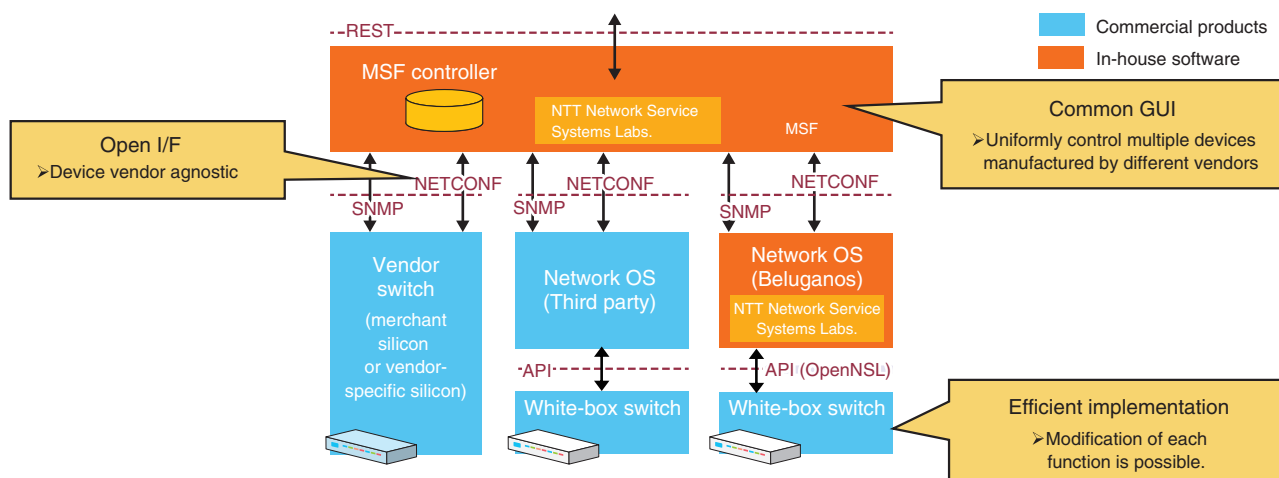 REST
Commercial products
In-house software
MSF controller
NTT Network Service
Systems Labs.
MSF
Common GUI
➢Uniformly control multiple devices
manufactured by different vendors
Open I/F
➢Device vendor agnostic
NETCONF
SNMP
NETCONF
SNMP
NETCONF
SNMP
Vendor
switch
(merchant
silicon
or vendor-
specific silicon)
Network OS
(Third party)
API
White-box switch
Network OS
(Beluganos)
NTT Network Service
Systems Labs.
API (OpenNSL)
White-box switch
Efficient implementation
➢Modification of each
function is possible.